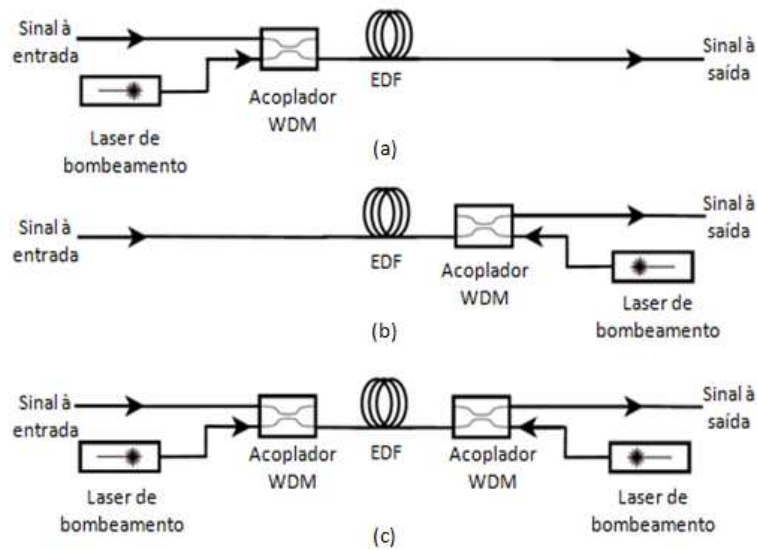 Sinal à
entrada
Laser de
bombeamento
Acoplador
WDM
EDF
Sinal à
saída
(a)
Sinal à
entrada
EDF
Acoplador
WDM
Sinal à
saída
Laser de
bombeamento
(b)
Sinal à
entrada
Laser de
bombeamento
Acoplador
WDM
EDF
Acoplador
WDM
Sinal à
saída
Laser de
bombeamento
(c)